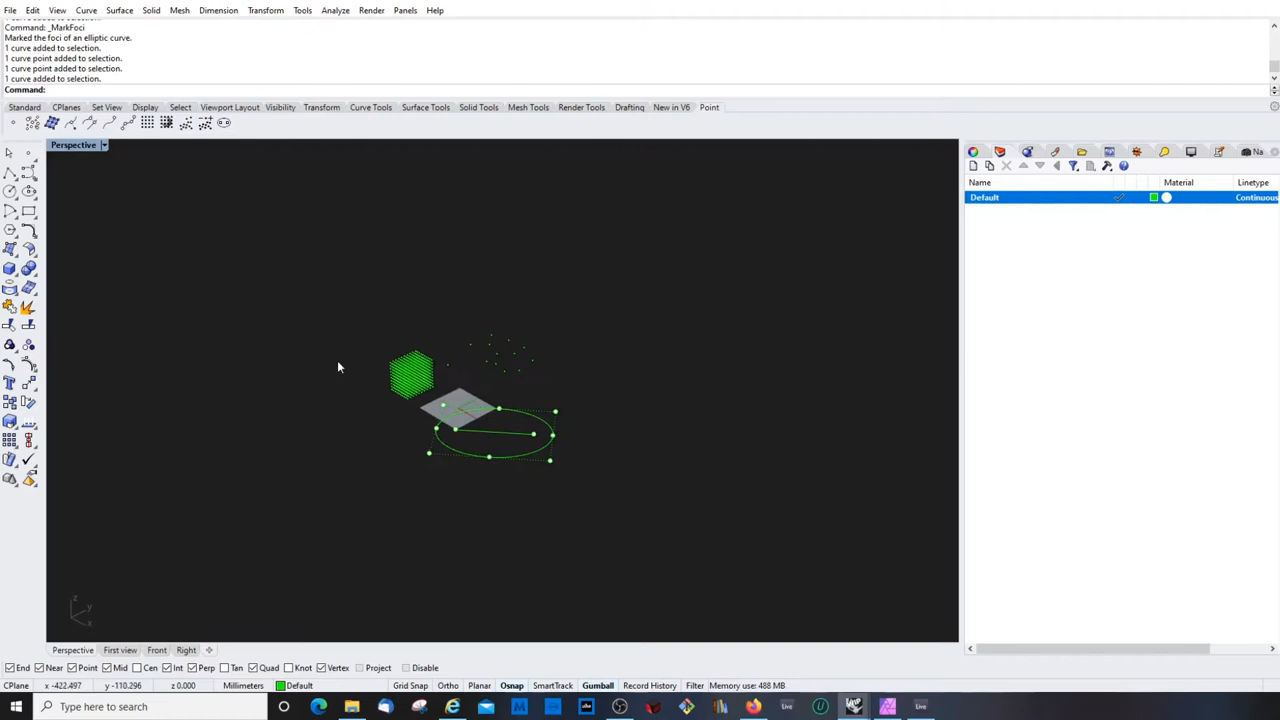 File Edit View Curve Surface Solid Mesh Dimension Transform Tools Analyze Render Panels Help
Command: _MarkFoci
Marked the foci of an elliptic curve.
1 curve added to selection.
1 curve point added to selection.
1 curve point added to selection.
1 curve added to selection.
Command:
Standard CPlanes Set View Display Select Viewport Layout Visibility Transform Curve Tools Surface Tools Solid Tools Mesh Tools Render Tools Drafting New in V6 Point
Perspective
Na
Name Material Linetype
Default Continuous
z
y
x
Perspective First view Front Right
End Near Point Mid Cen Int Perp Tan Quad Knot Vertex Project Disable
CPlane x -422.497 y -110.296 z 0.000 Millimeters Default Grid Snap Ortho Planar Osnap SmartTrack Gumball Record History Filter Memory use: 488 MB
Type here to search Live Live